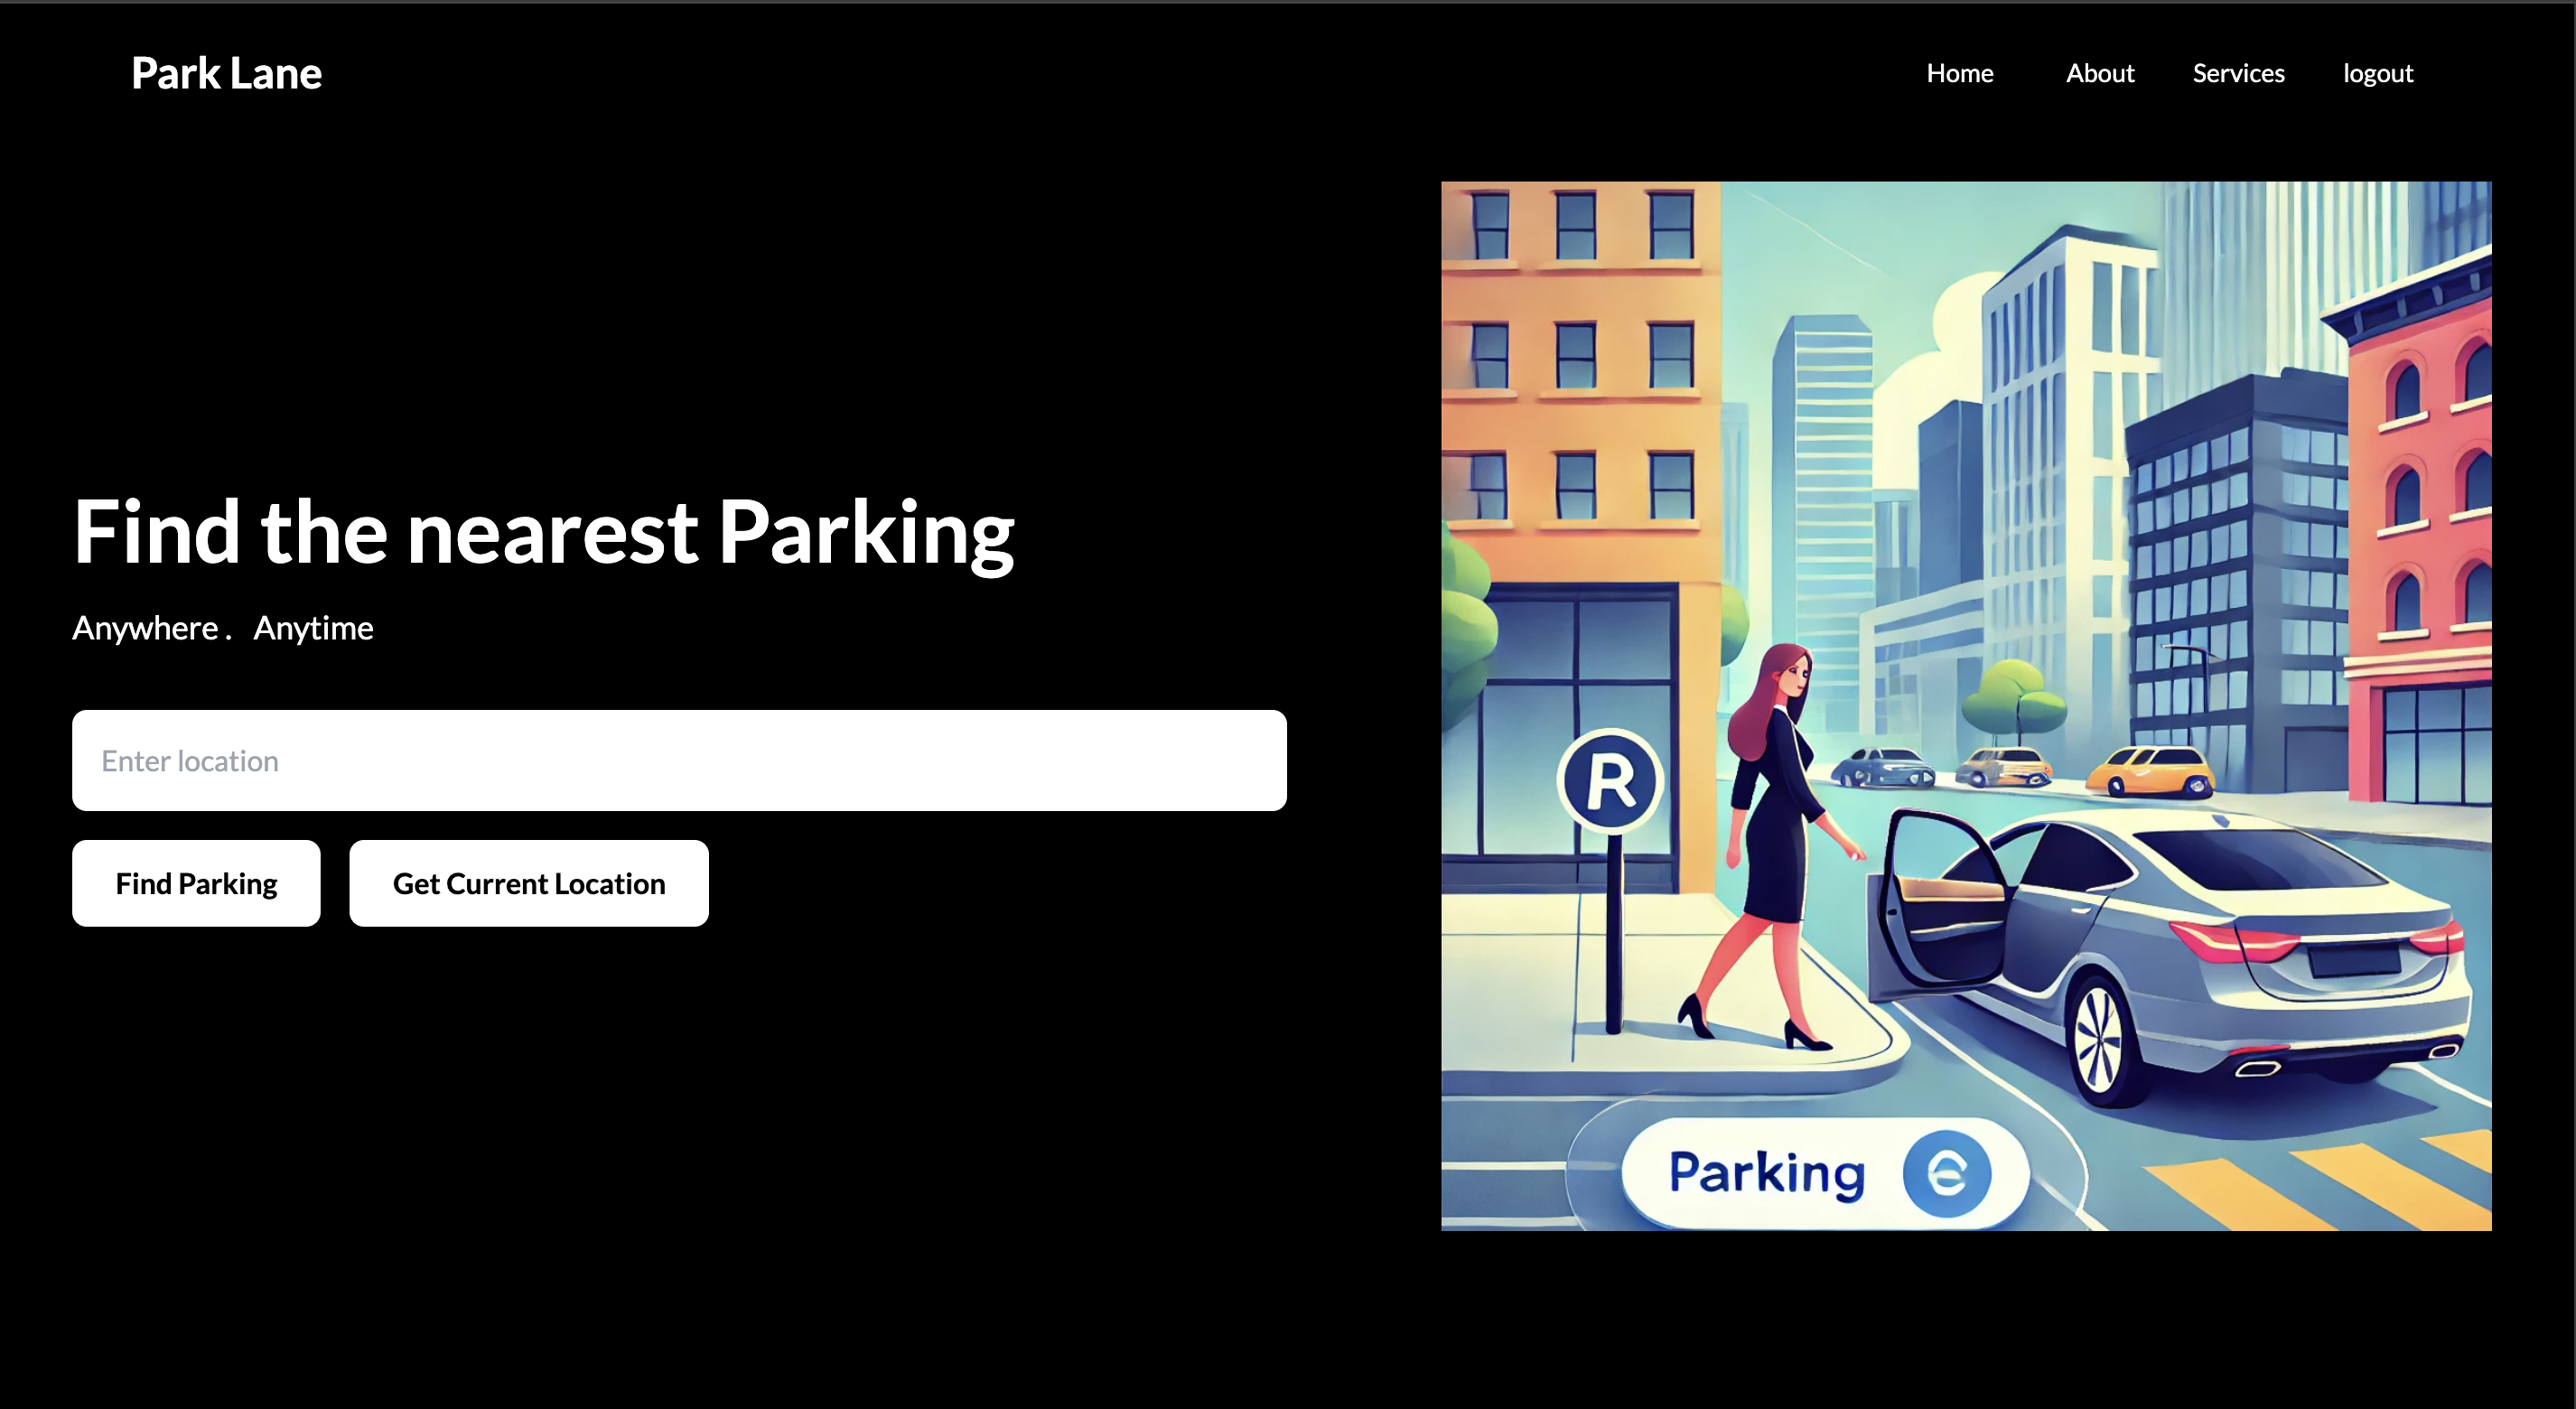 Park Lane
Home About Services logout
Find the nearest Parking
Anywhere . Anytime
Enter location
Find Parking Get Current Location
R
Parking